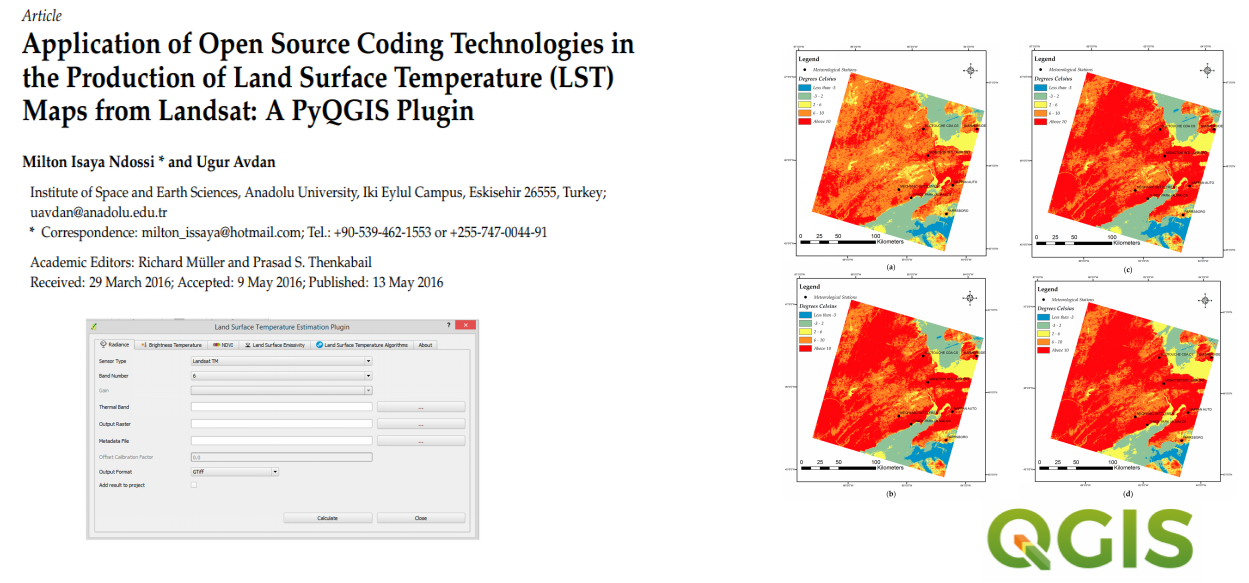 Article
Application of Open Source Coding Technologies in
the Production of Land Surface Temperature (LST)
Maps from Landsat: A PyQGIS Plugin
Milton Isaya Ndossi * and Ugur Avdan
Institute of Space and Earth Sciences, Anadolu University, Iki Eylul Campus, Eskisehir 26555, Turkey;
uavdan@anadolu.edu.tr
* Correspondence: milton_issaya@hotmail.com; Tel.: +90-539-462-1553 or +255-747-0044-91
Academic Editors: Richard Müller and Prasad S. Thenkabail
Received: 29 March 2016; Accepted: 9 May 2016; Published: 13 May 2016
Land Surface Temperature Estimation Plugin
?
Radiance Brightness Temperature NDVI Land Surface Emissivity Land Surface Temperature Algorithms About
Sensor Type Landsat TM
Band Number 6
Gain
Thermal Band ...
Output Raster ...
Metadata File ...
Offset Calibration Factor 0.0
Output Format GTiff
Add result to project
Calculate Close
Legend
Meteorological Stations
Degrees Celsius
Less than -3
-3 - 2
2 - 6
6 - 10
Above 10
0 25 50 100
Kilometers
(a)
Legend
Meteorological Stations
Degrees Celsius
Less than -3
-3 - 2
2 - 6
6 - 10
Above 10
0 25 50 100
Kilometers
(c)
Legend
Meteorological Stations
Degrees Celsius
Less than -3
-3 - 2
2 - 6
6 - 10
Above 10
0 25 50 100
Kilometers
(b)
Legend
Meteorological Stations
Degrees Celsius
Less than -3
-3 - 2
2 - 6
6 - 10
Above 10
0 25 50 100
Kilometers
(d)
QGIS